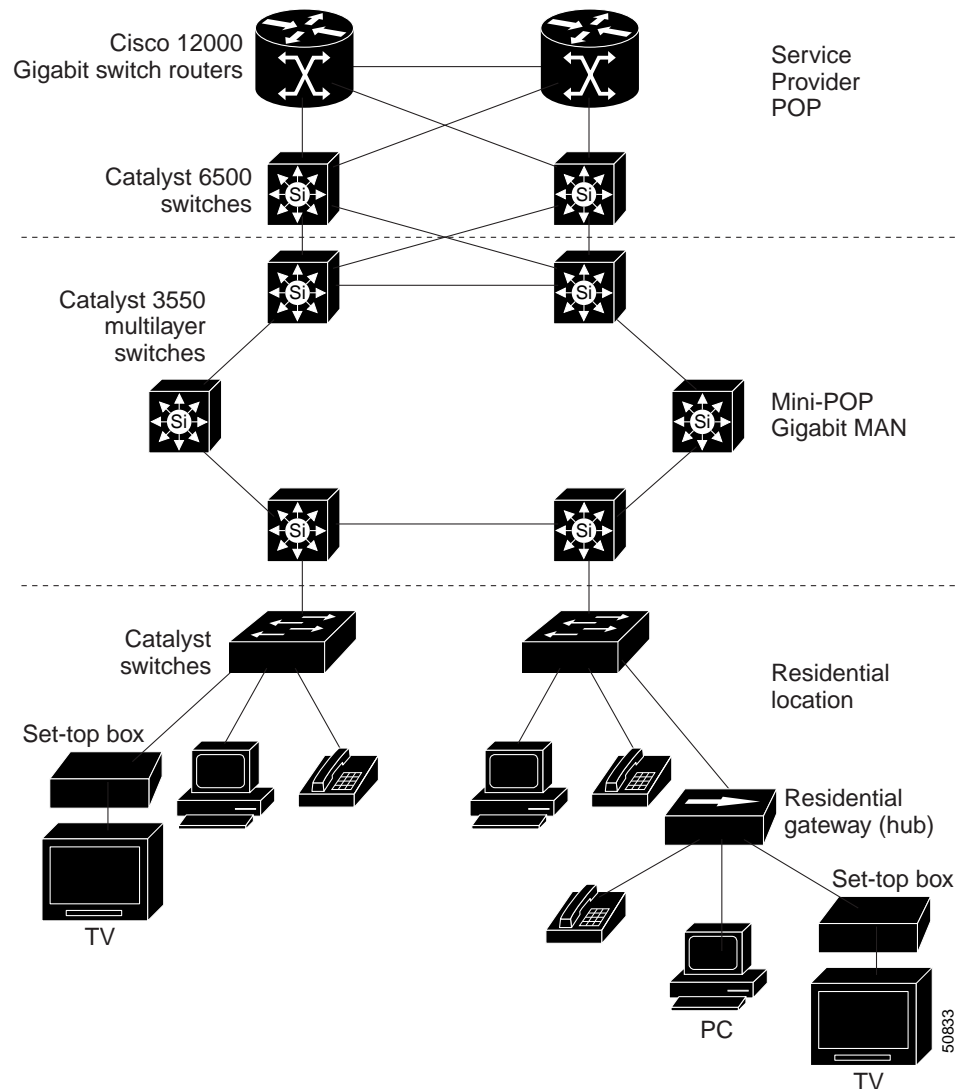 Cisco 12000
Gigabit switch routers
Service
Provider
POP
Catalyst 6500
switches
Si
Si
Si
Si
Catalyst 3550
multilayer
switches
Si
Si
Mini-POP
Gigabit MAN
Si
Si
Catalyst
switches
Residential
location
Set-top box
Residential
gateway (hub)
Set-top box
TV
PC
TV
50833